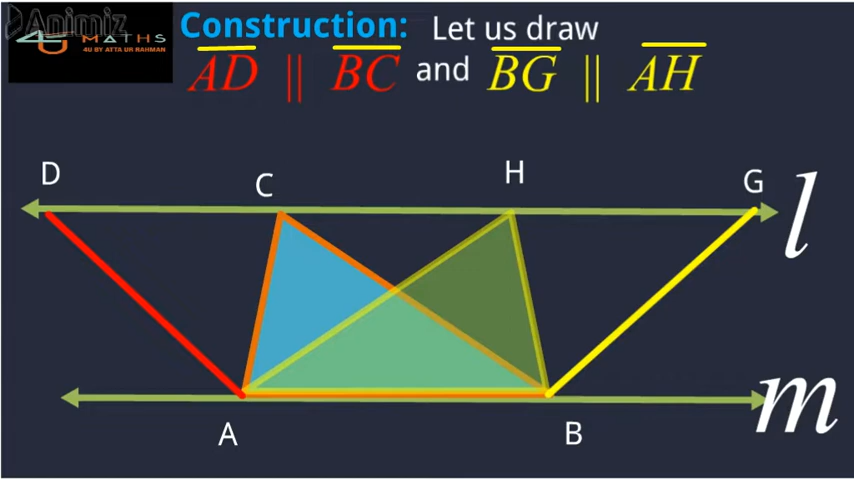 Animiz
4U MATHS
4U BY ATTA UR RAHMAN
Construction: Let us draw
AD || BC and BG || AH
D C H G l
A B m